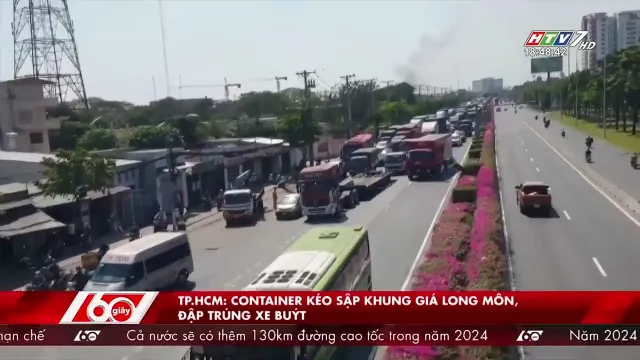 HTV7 HD
18:48:42
60 giây
TP.HCM: CONTAINER KÉO SẬP KHUNG GIÁ LONG MÔN,
ĐẬP TRÚNG XE BUÝT
ạn chế Cả nước sẽ có thêm 130km đường cao tốc trong năm 2024 Năm 2024